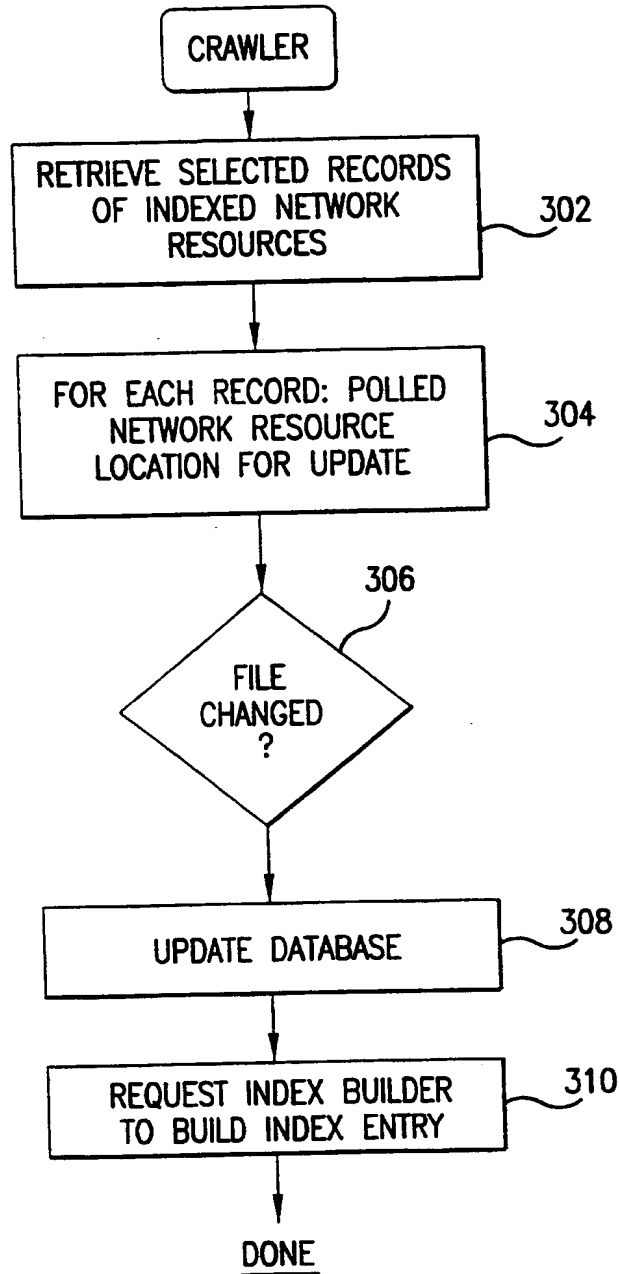 CRAWLER
RETRIEVE SELECTED RECORDS
OF INDEXED NETWORK
RESOURCES
302
FOR EACH RECORD: POLLED
NETWORK RESOURCE
LOCATION FOR UPDATE
304
306
FILE
CHANGED
?
UPDATE DATABASE
308
REQUEST INDEX BUILDER
TO BUILD INDEX ENTRY
310
DONE